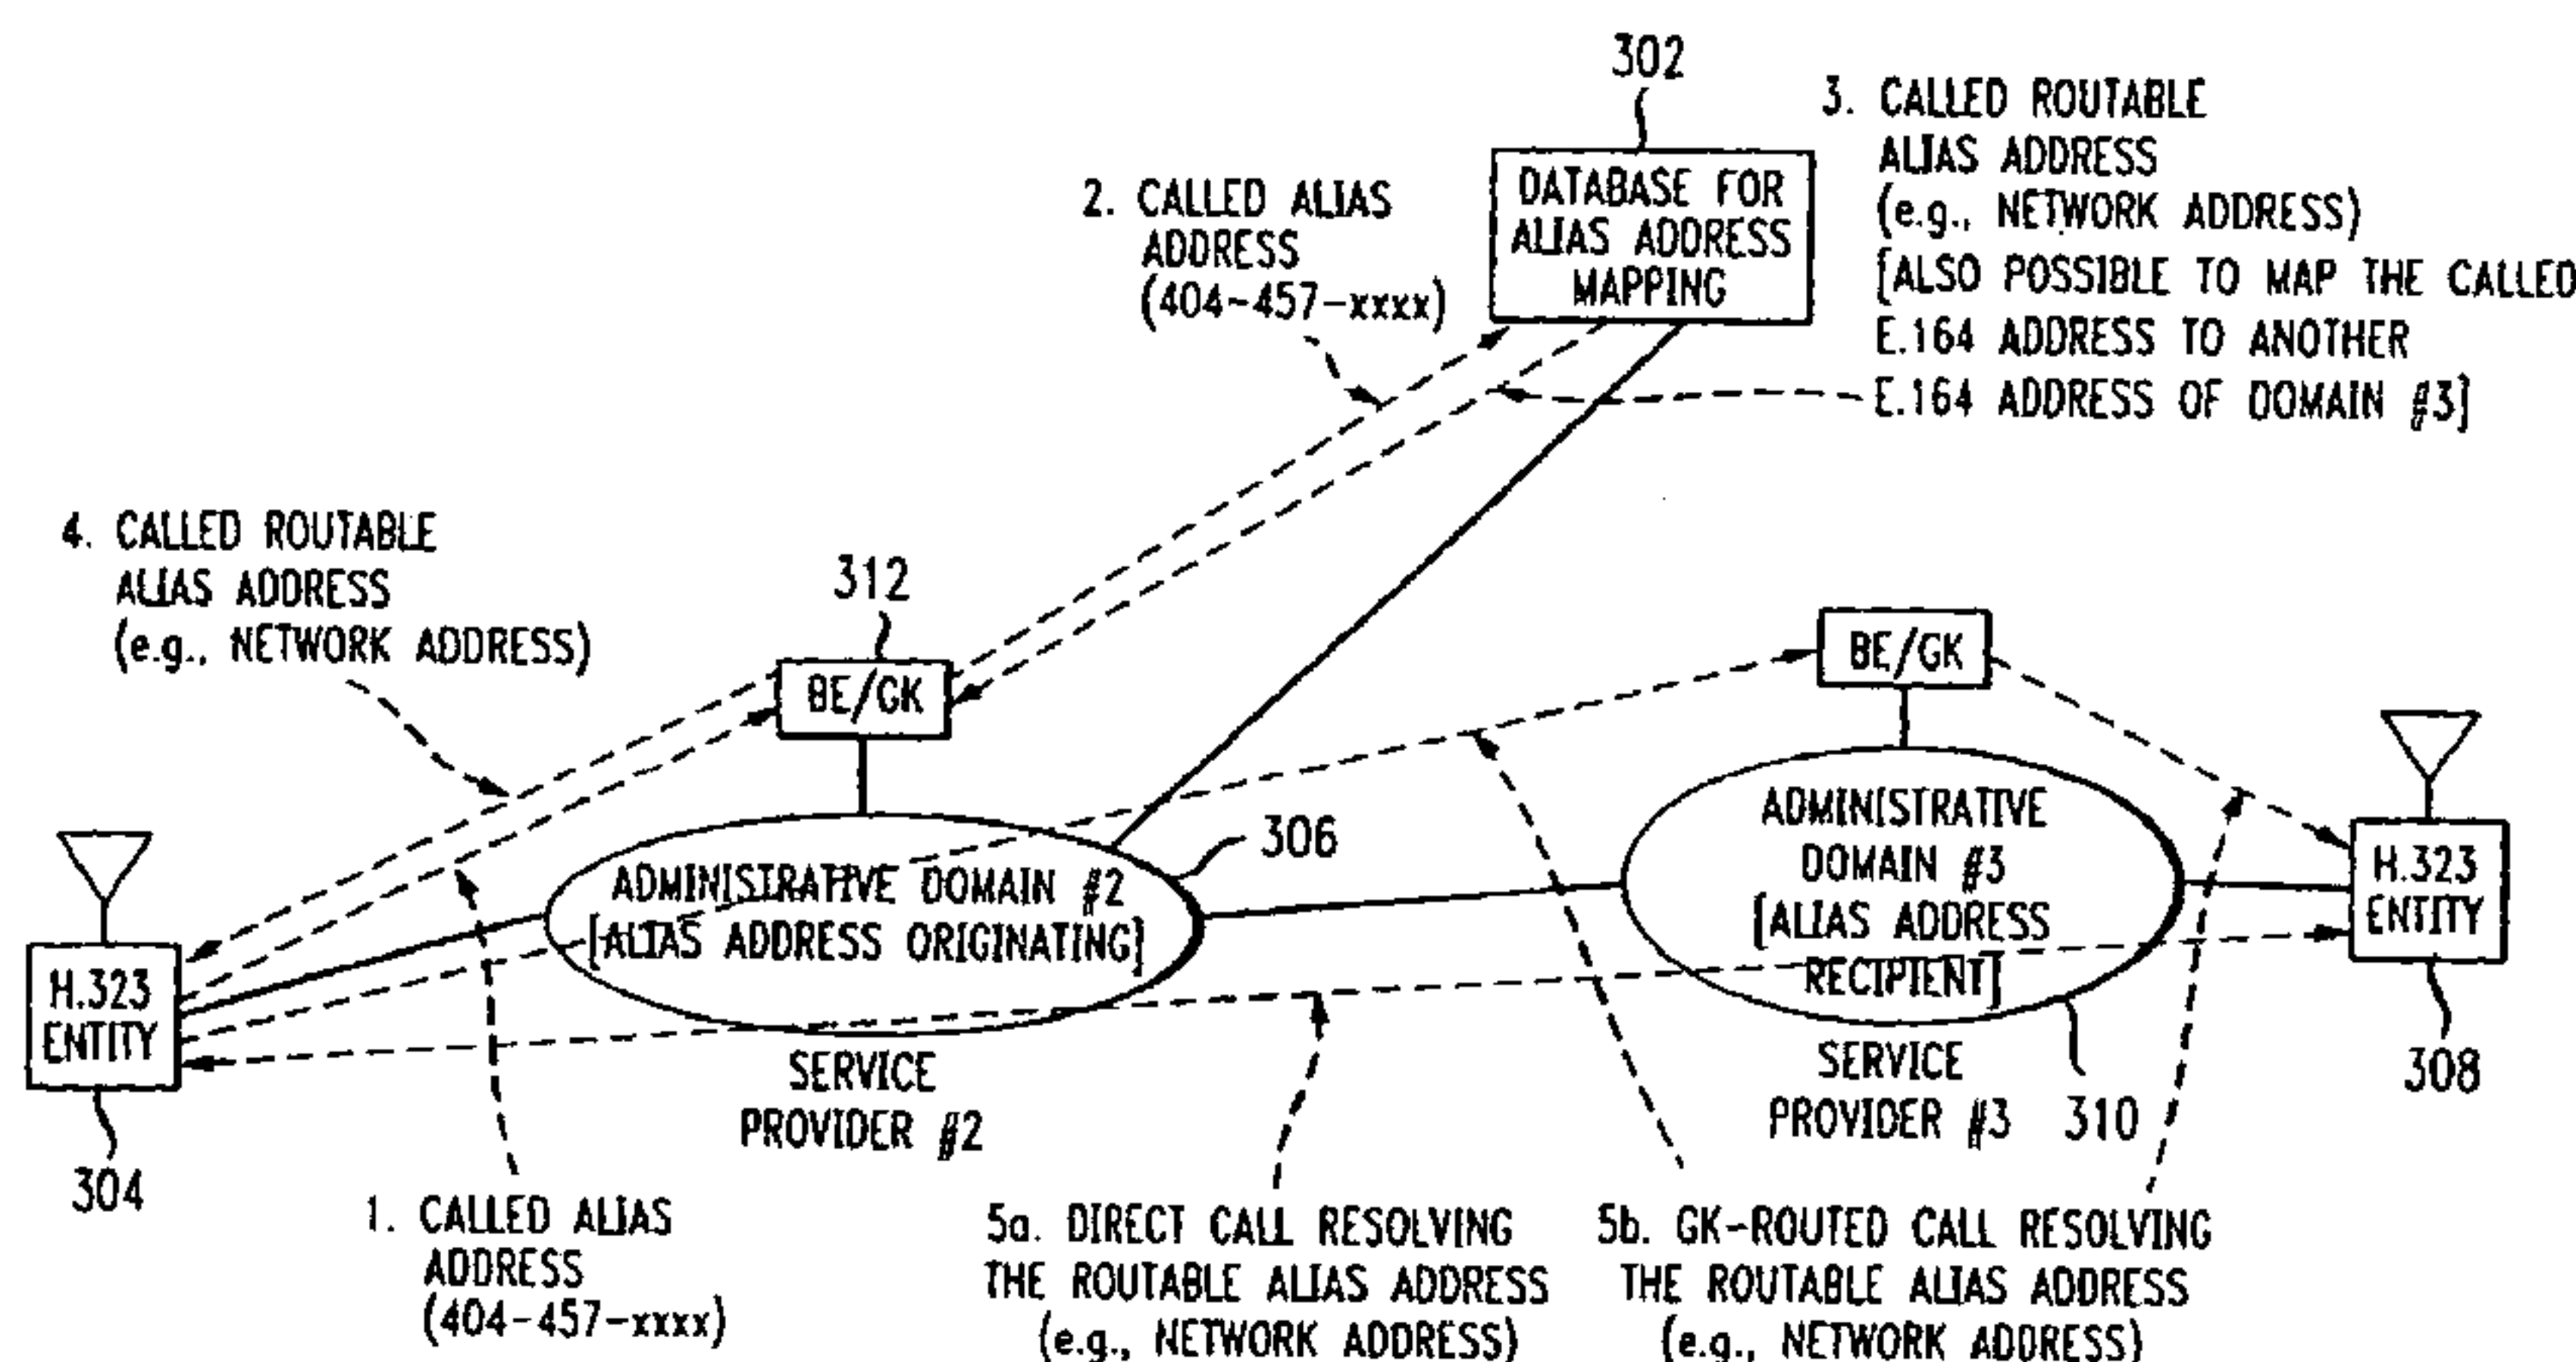 302
3. CALLED ROUTABLE
ALIAS ADDRESS
(e.g., NETWORK ADDRESS)
[ALSO POSSIBLE TO MAP THE CALLED
E.164 ADDRESS TO ANOTHER
E.164 ADDRESS OF DOMAIN #3]
DATABASE FOR
ALIAS ADDRESS
MAPPING
2. CALLED ALIAS
ADDRESS
(404-457-xxxx)
4. CALLED ROUTABLE
ALIAS ADDRESS
(e.g., NETWORK ADDRESS)
312
BE/GK
BE/GK
306
ADMINISTRATIVE DOMAIN #2
[ALIAS ADDRESS ORIGINATING]
SERVICE
PROVIDER #2
ADMINISTRATIVE
DOMAIN #3
[ALIAS ADDRESS
RECIPIENT]
SERVICE
PROVIDER #3
310
H.323
ENTITY
304
H.323
ENTITY
308
1. CALLED ALIAS
ADDRESS
(404-457-xxxx)
5a. DIRECT CALL RESOLVING
THE ROUTABLE ALIAS ADDRESS
(e.g., NETWORK ADDRESS)
5b. GK-ROUTED CALL RESOLVING
THE ROUTABLE ALIAS ADDRESS
(e.g., NETWORK ADDRESS)